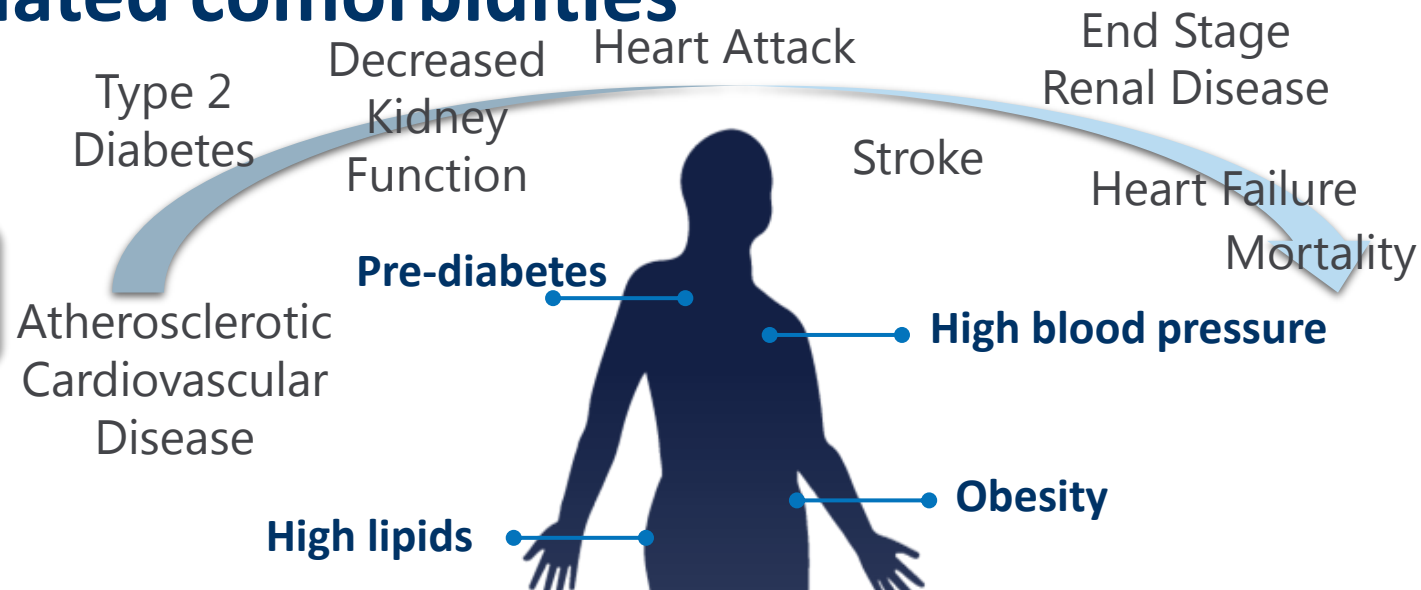 comorbidities
Type 2
Diabetes
Decreased
Kidney
Function
Heart Attack
End Stage
Renal Disease
Stroke
Heart Failure
Mortality
Atherosclerotic
Cardiovascular
Disease
Pre-diabetes
High blood pressure
Obesity
High lipids